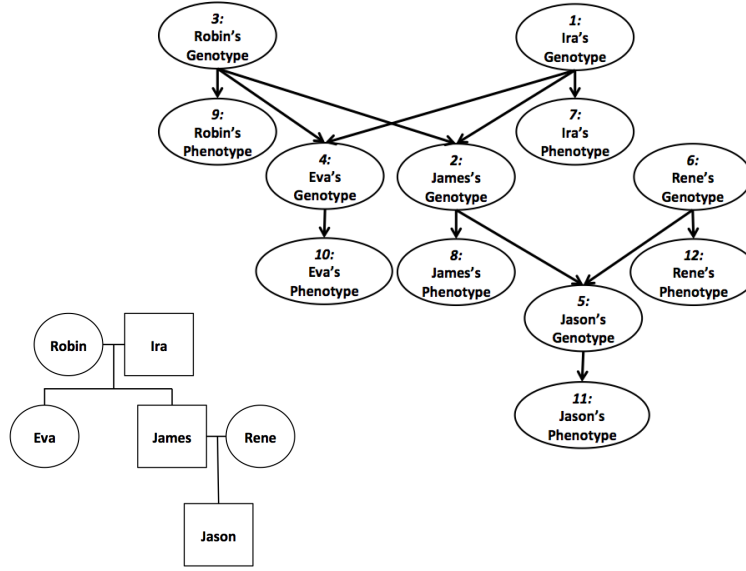 3:
Robin's
Genotype
1:
Ira's
Genotype
9:
Robin's
Phenotype
7:
Ira's
Phenotype
4:
Eva's
Genotype
2:
James's
Genotype
6:
Rene's
Genotype
10:
Eva's
Phenotype
8:
James's
Phenotype
12:
Rene's
Phenotype
5:
Jason's
Genotype
11:
Jason's
Phenotype
Robin
Ira
Eva
James
Rene
Jason